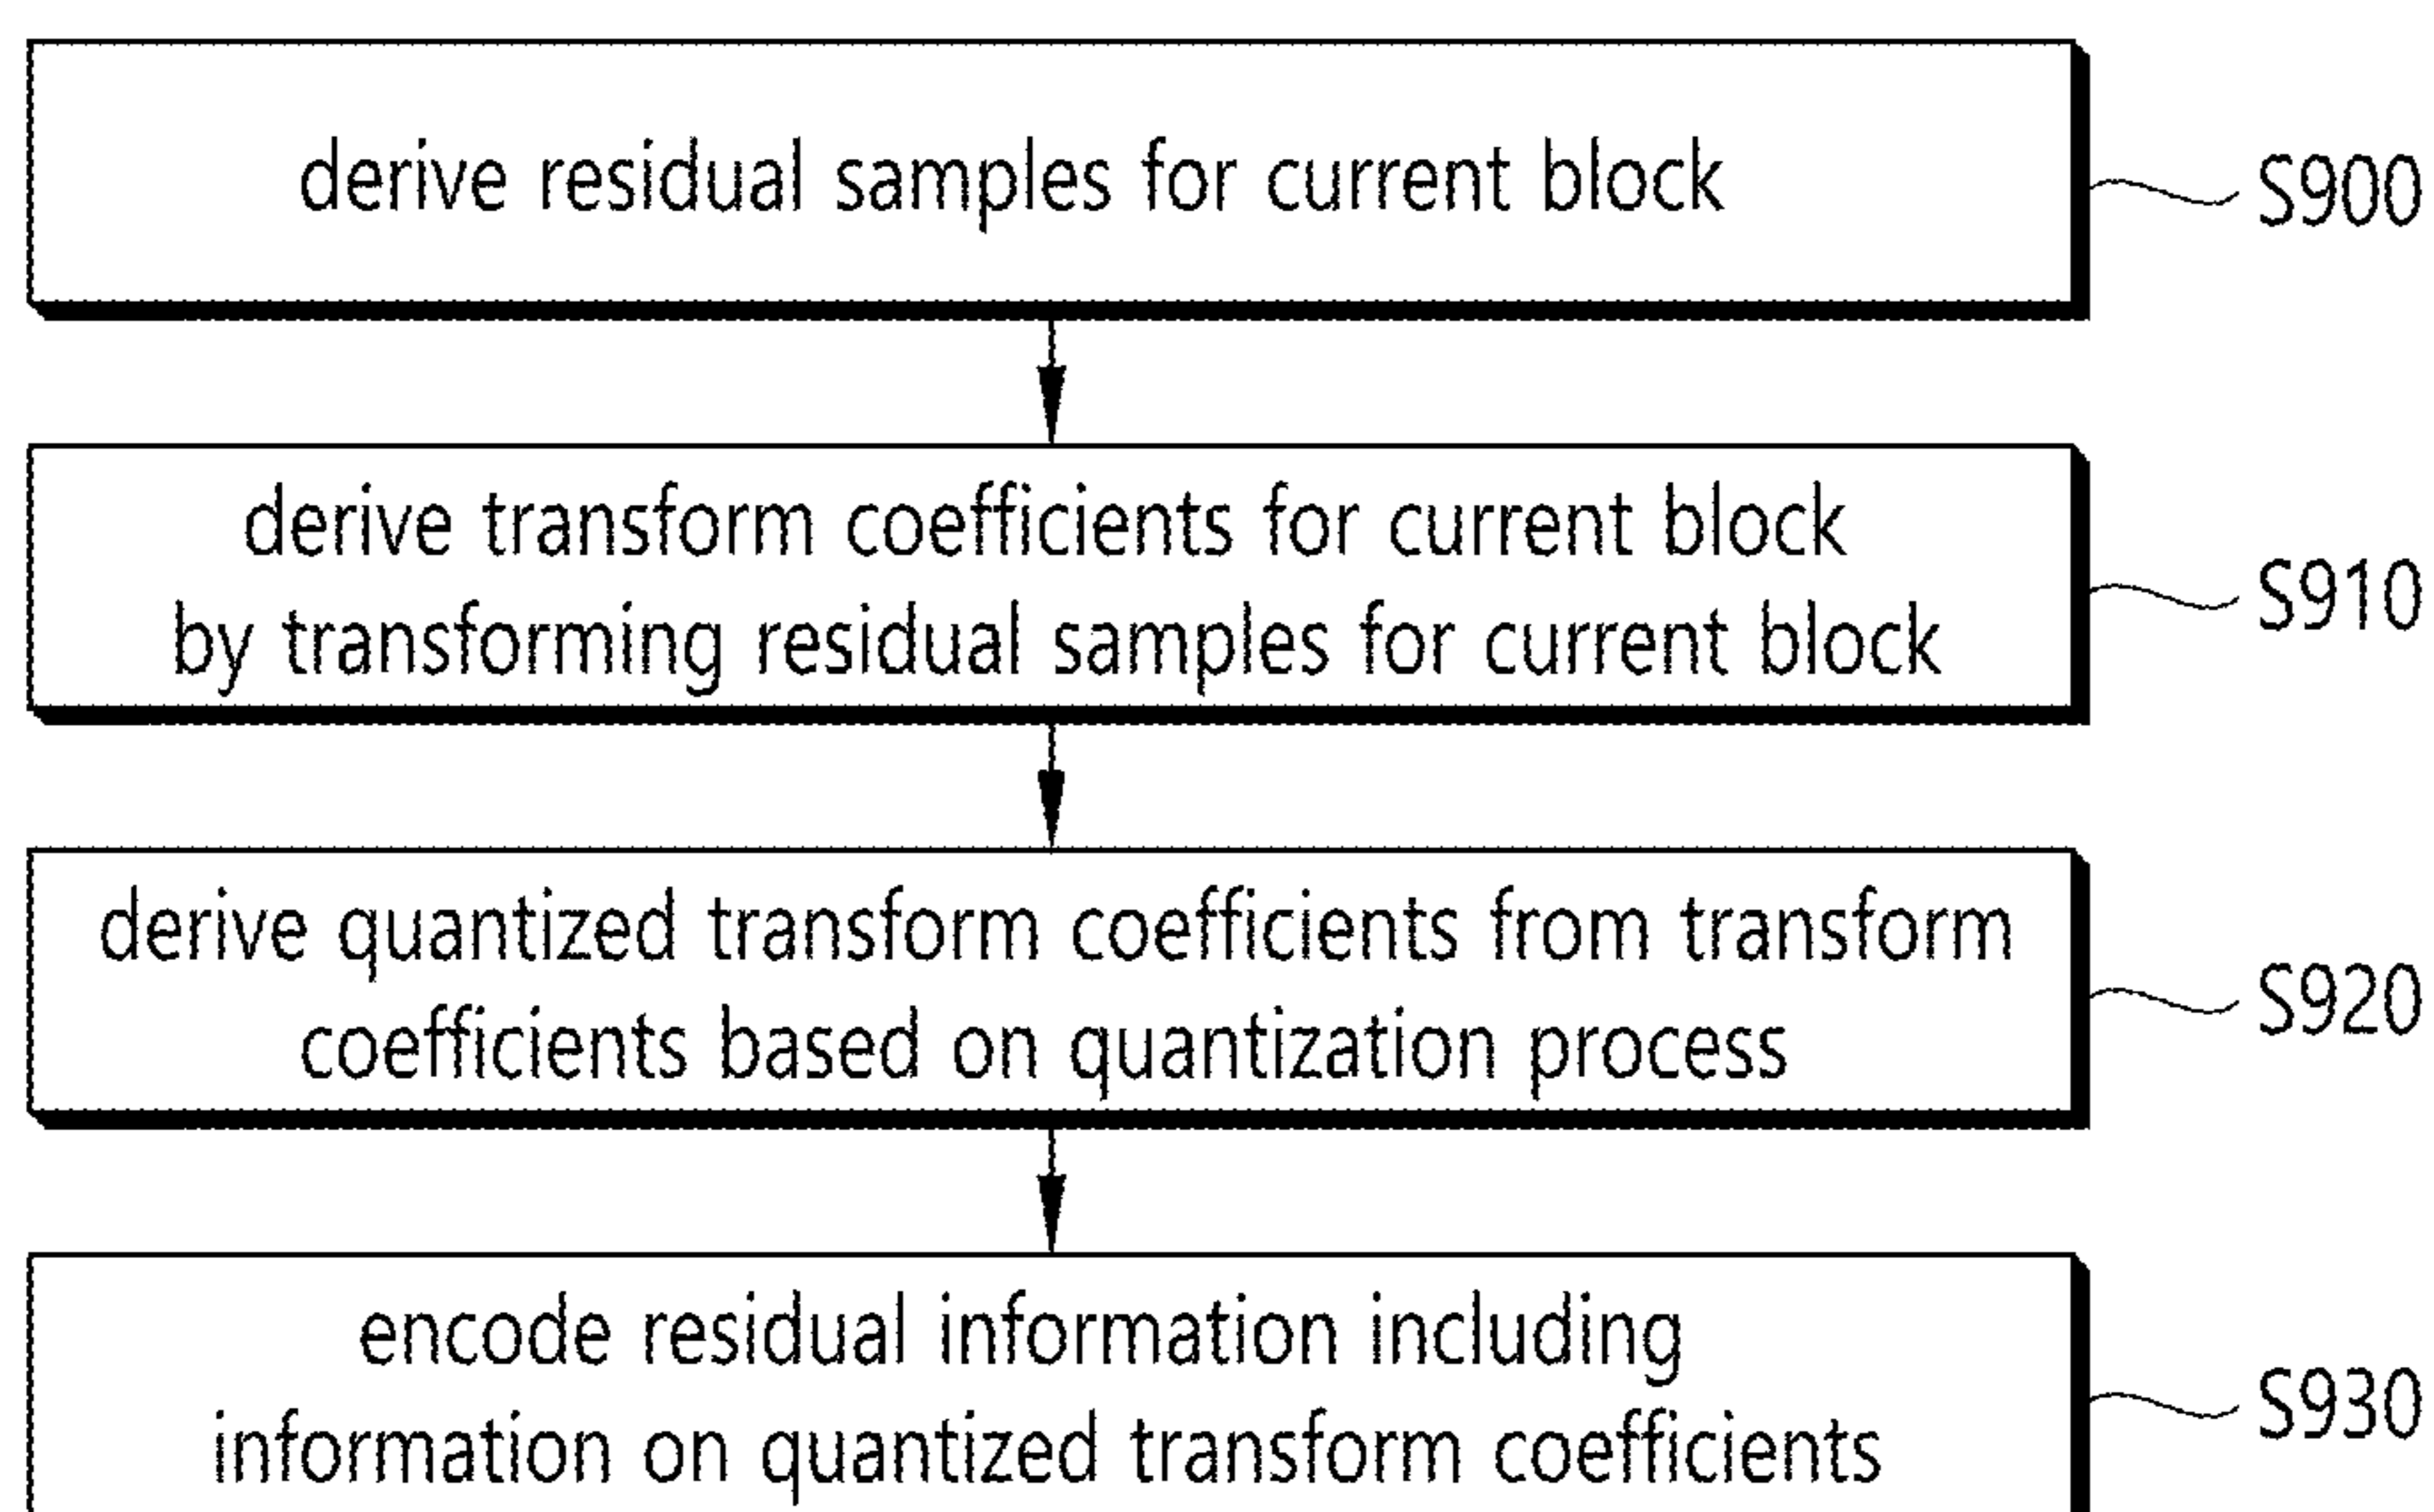 derive residual samples for current block
S900
derive transform coefficients for current block
by transforming residual samples for current block
S910
derive quantized transform coefficients from transform
coefficients based on quantization process
S920
encode residual information including
information on quantized transform coefficients
S930